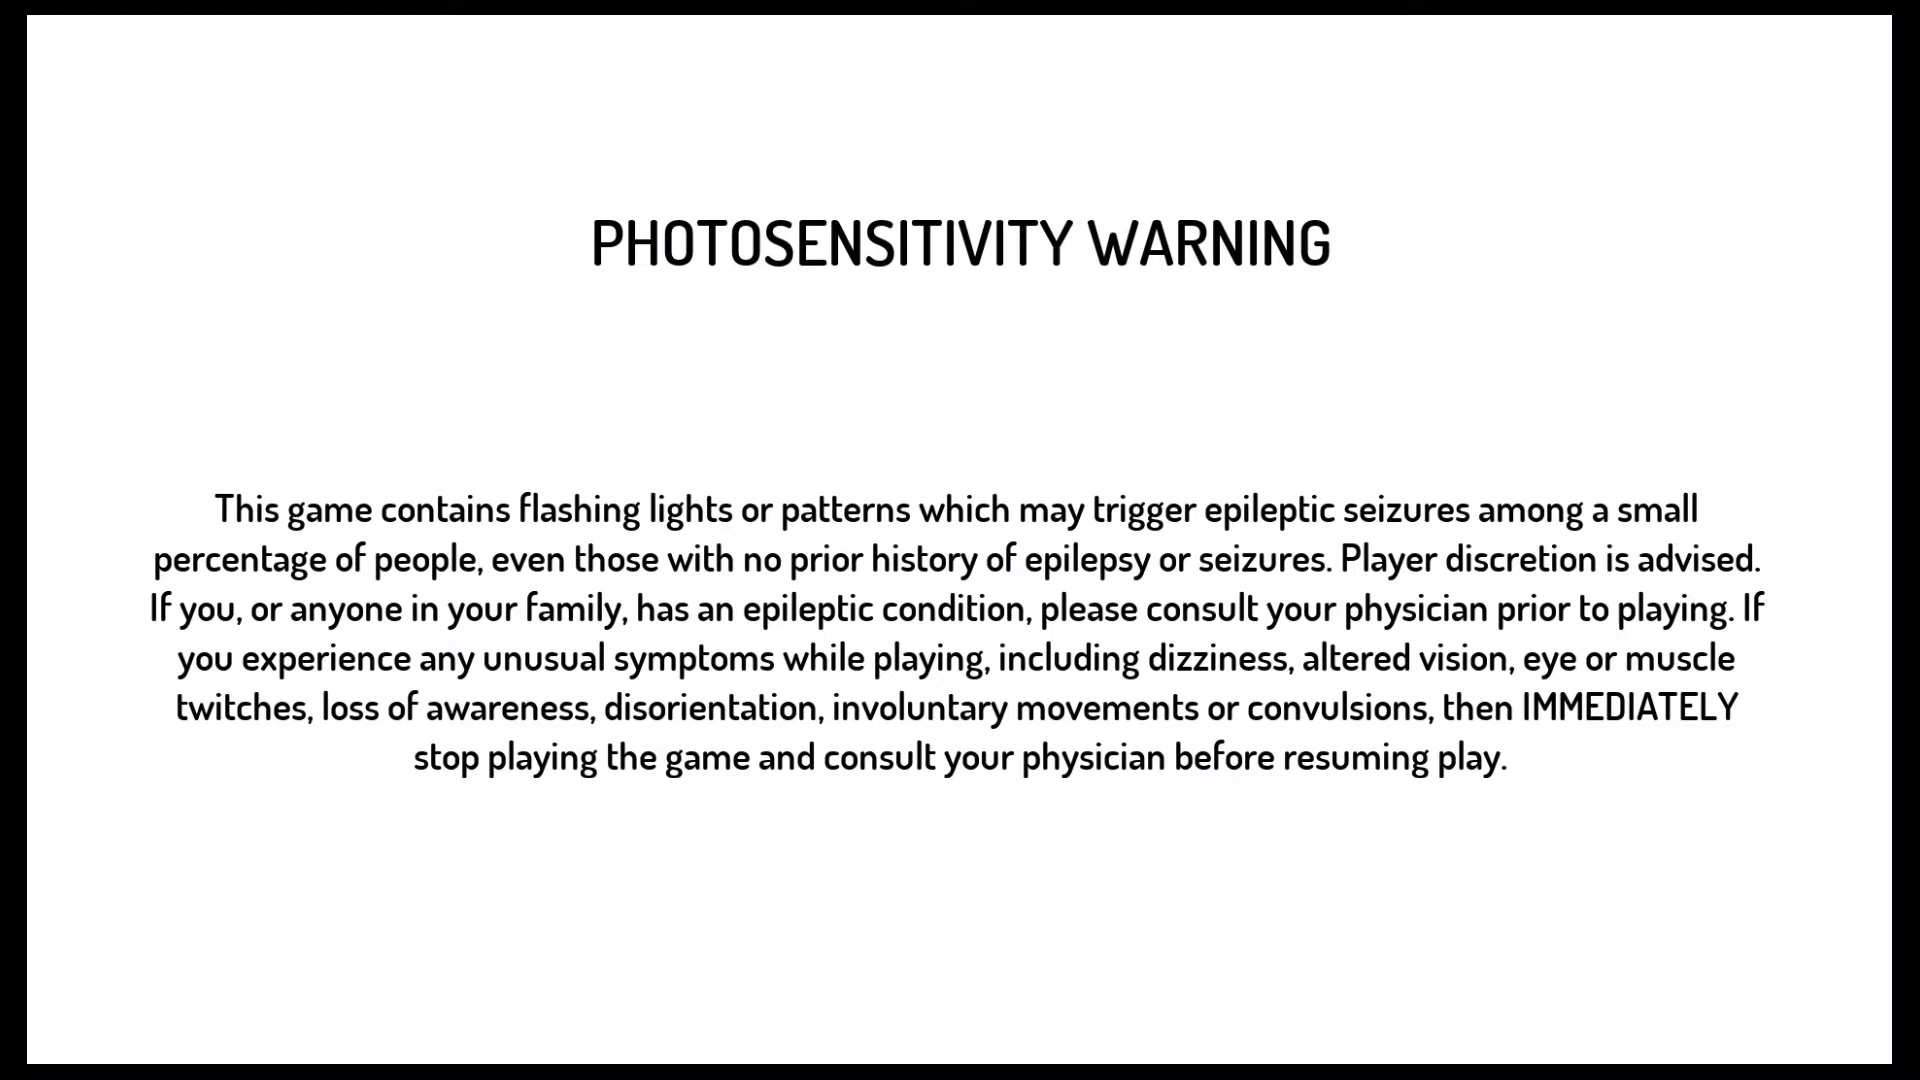 PHOTOSENSITIVITY WARNING
This game contains flashing lights or patterns which may trigger epileptic seizures among a small
percentage of people, even those with no prior history of epilepsy or seizures. Player discretion is advised.
If you, or anyone in your family, has an epileptic condition, please consult your physician prior to playing. If
you experience any unusual symptoms while playing, including dizziness, altered vision, eye or muscle
twitches, loss of awareness, disorientation, involuntary movements or convulsions, then IMMEDIATELY
stop playing the game and consult your physician before resuming play.